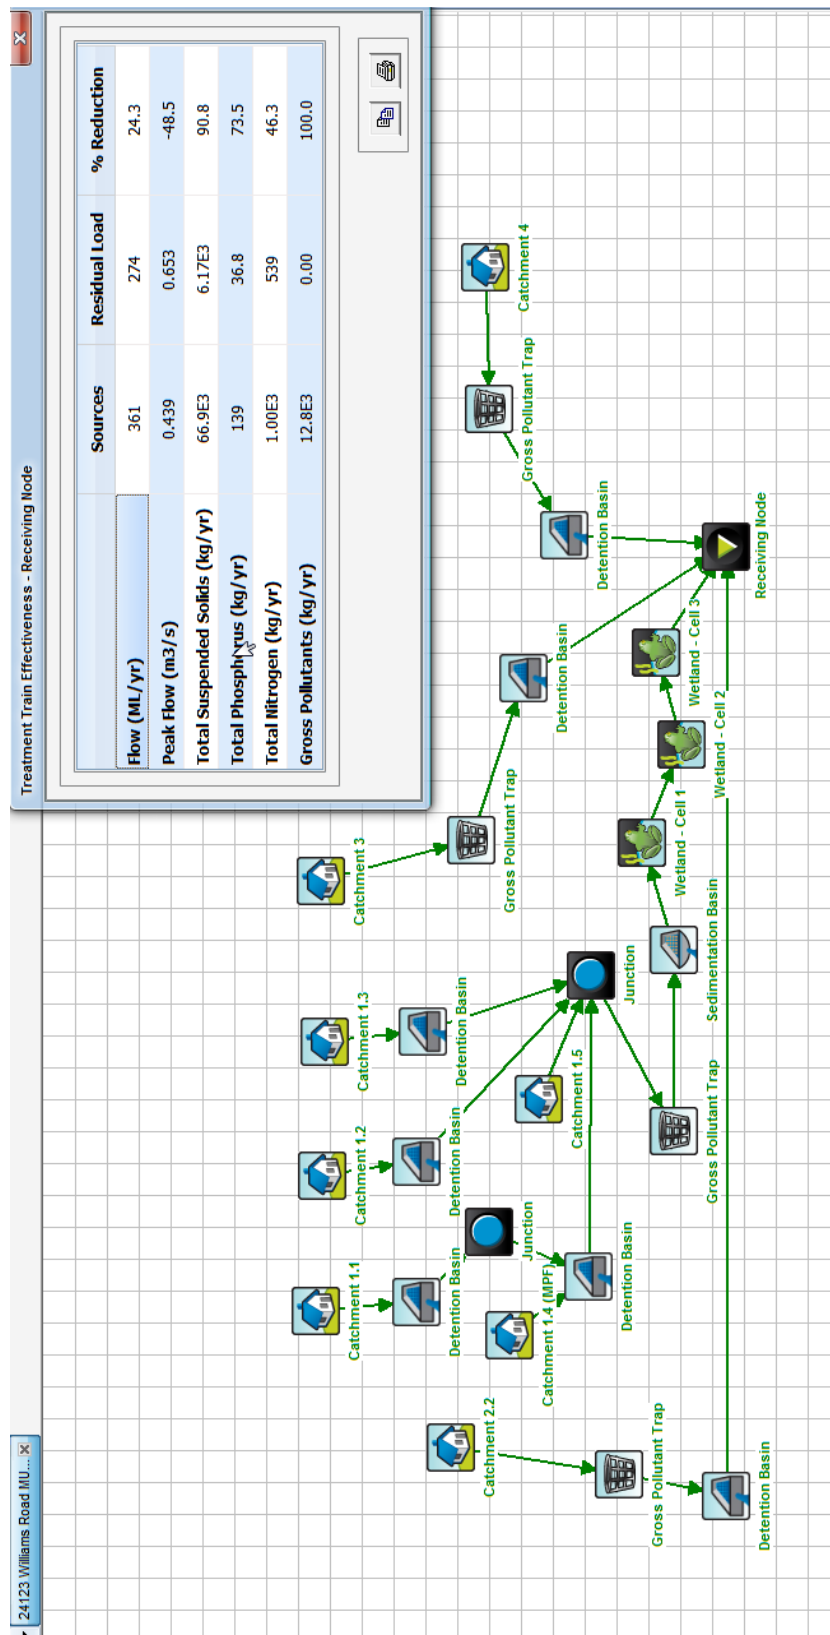 24123 Williams Road MU...
Treatment Train Effectiveness - Receiving Node
Sources Residual Load % Reduction
Flow (ML/yr) 361 274 24.3
Peak Flow (m3/s) 0.439 0.653 -48.5
Total Suspended Solids (kg/yr) 66.9E3 6.17E3 90.8
Total Phosphorus (kg/yr) 139 36.8 73.5
Total Nitrogen (kg/yr) 1.00E3 539 46.3
Gross Pollutants (kg/yr) 12.8E3 0.00 100.0
Catchment 1.1
Catchment 1.2
Catchment 1.3
Catchment 3
Detention Basin
Detention Basin
Detention Basin
Catchment 2.2
Catchment 1.4 (MPF)
Junction
Catchment 1.5
Gross Pollutant Trap
Detention Basin
Gross Pollutant Trap
Catchment 4
Detention Basin
Junction
Detention Basin
Gross Pollutant Trap
Gross Pollutant Trap
Sedimentation Basin
Wetland - Cell 1
Wetland - Cell 2
Wetland - Cell 3
Detention Basin
Receiving Node